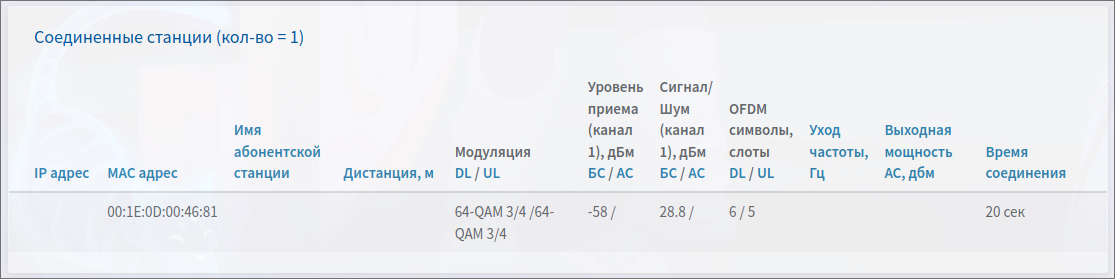 Соединенные станции (кол-во = 1)
IP адрес
MAC адрес
Имя
абонентской
станции
Дистанция, м
Модуляция
DL / UL
Уровень
приема
(канал
1), дБм
БС / АС
Сигнал/
Шум
(канал
1), дБм
БС / АС
OFDM
символы,
слоты
DL / UL
Уход
частоты,
Гц
Выходная
мощность
АС, дбм
Время
соединения
00:1E:0D:00:46:81
64-QAM 3/4 /64-
QAM 3/4
-58 /
28.8 /
6 / 5
20 сек